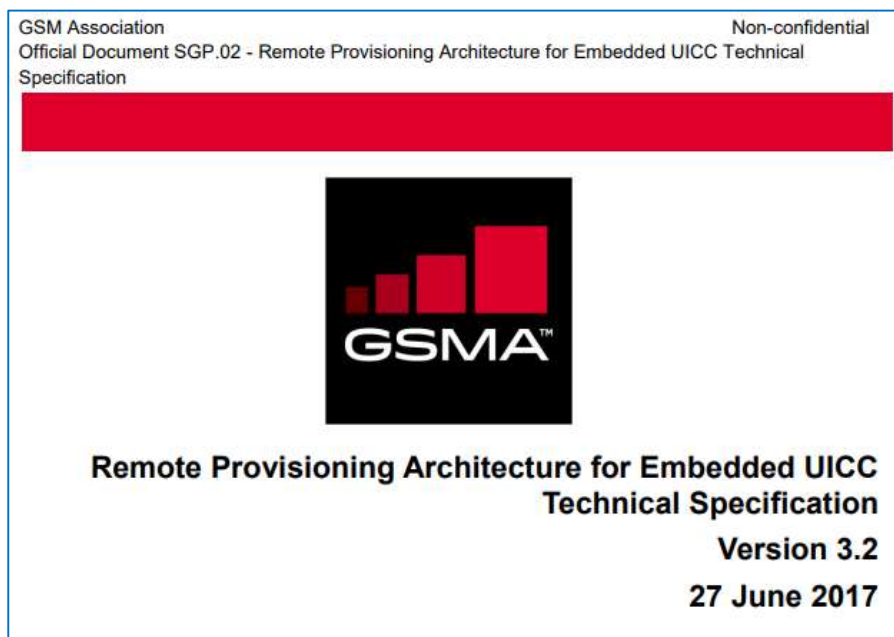 GSM Association Non-confidential
Official Document SGP.02 - Remote Provisioning Architecture for Embedded UICC Technical
Specification
GSMA™
Remote Provisioning Architecture for Embedded UICC
Technical Specification
Version 3.2
27 June 2017